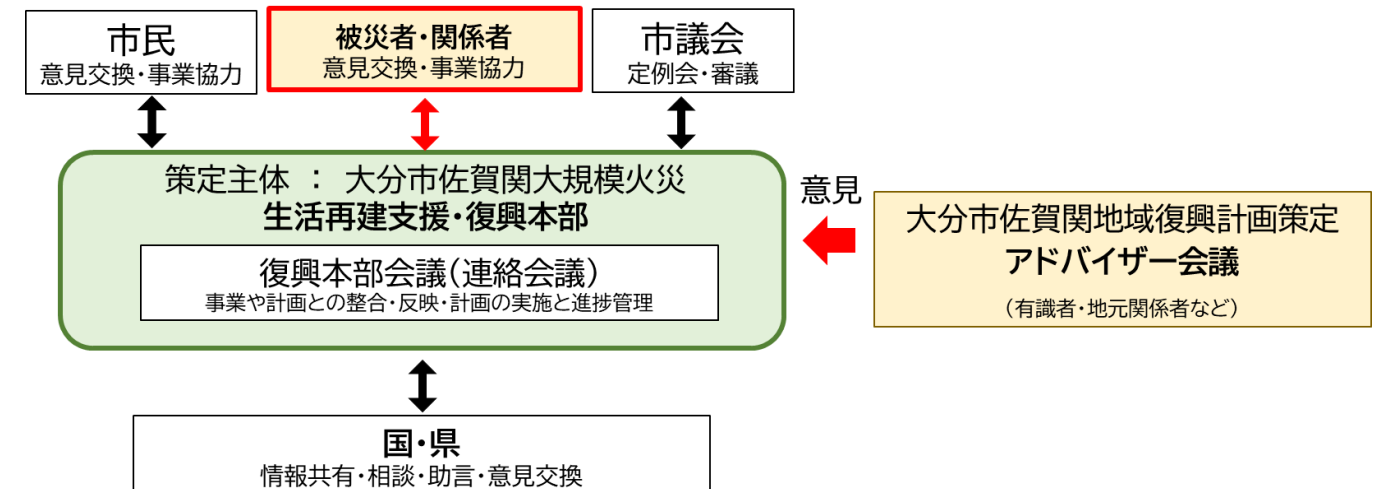 市民
意見交換・事業協力
被災者・関係者
意見交換・事業協力
市議会
定例会・審議
策定主体 ： 大分市佐賀関大規模火災
生活再建支援・復興本部
復興本部会議(連絡会議)
事業や計画との整合・反映・計画の実施と進捗管理
意見
大分市佐賀関地域復興計画策定
アドバイザー会議
（有識者・地元関係者など）
国・県
情報共有・相談・助言・意見交換